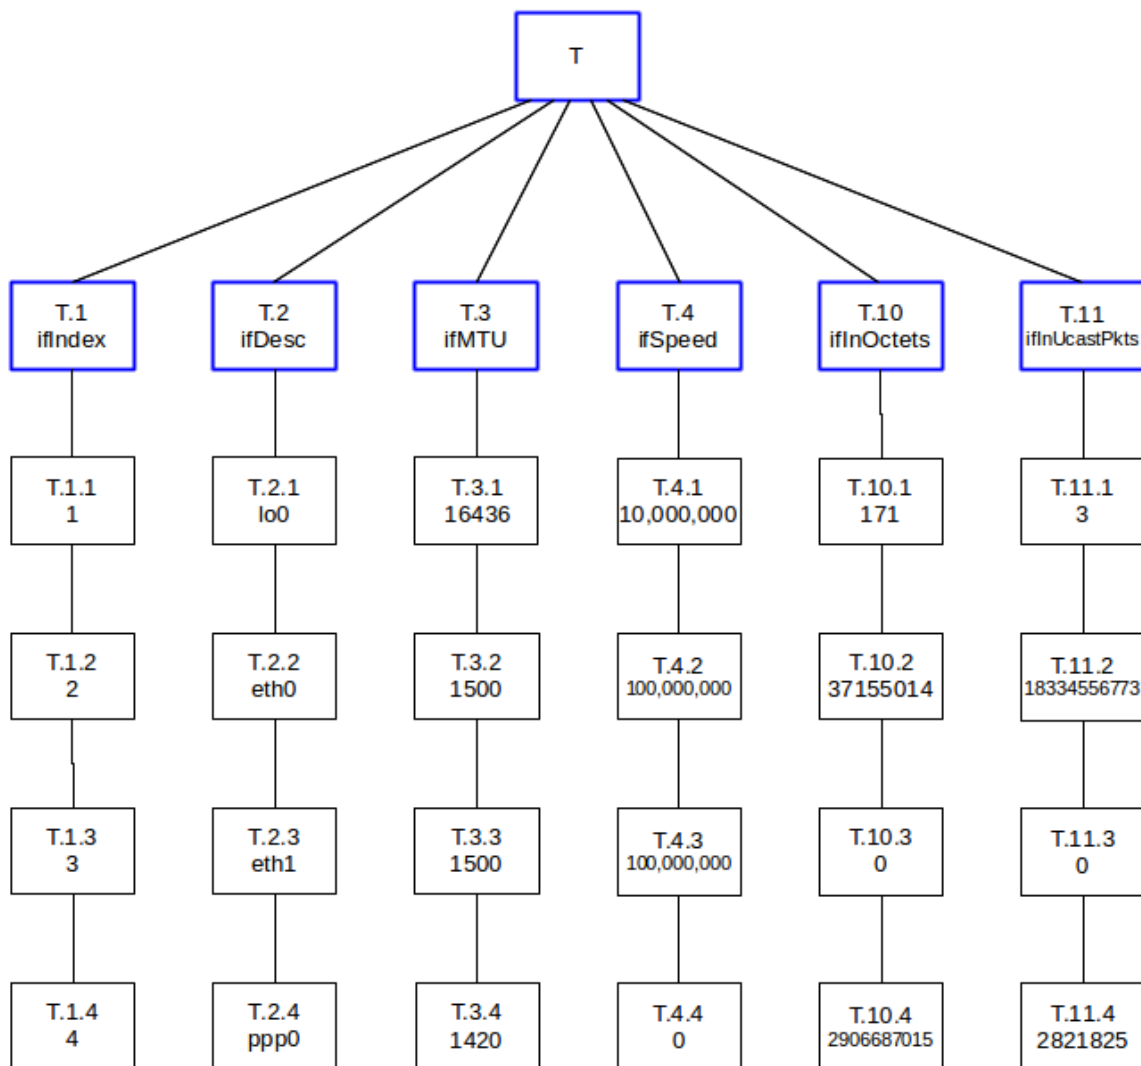 T
T.1
ifIndex
T.2
ifDesc
T.3
ifMTU
T.4
ifSpeed
T.10
ifInOctets
T.11
ifInUcastPkts
T.1.1
1
T.2.1
lo0
T.3.1
16436
T.4.1
10,000,000
T.10.1
171
T.11.1
3
T.1.2
2
T.2.2
eth0
T.3.2
1500
T.4.2
100,000,000
T.10.2
37155014
T.11.2
18334556773
T.1.3
3
T.2.3
eth1
T.3.3
1500
T.4.3
100,000,000
T.10.3
0
T.11.3
0
T.1.4
4
T.2.4
ppp0
T.3.4
1420
T.4.4
0
T.10.4
2906687015
T.11.4
2821825